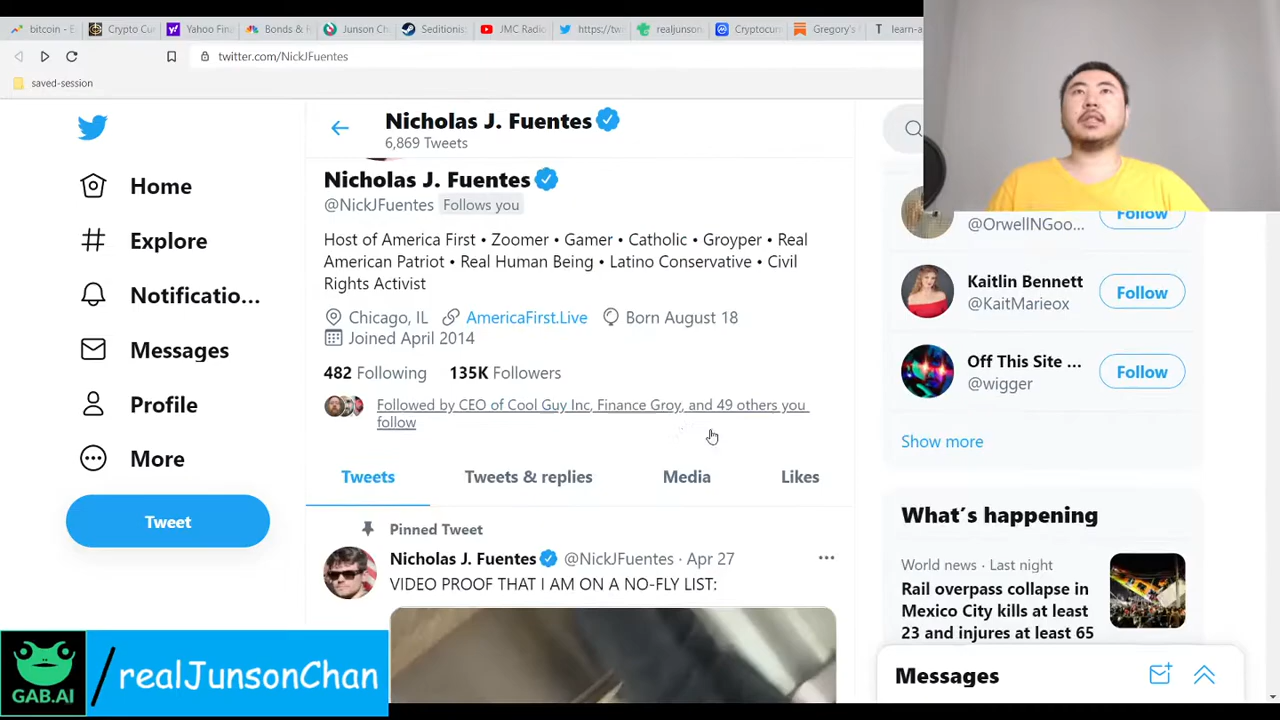 bitcoin - E
Crypto Cur
Yahoo Fina
Bonds & F
Junson Ch
Seditionis
JMC Radio
https://tw
realjunson
Cryptocurr
Gregory's
learn-a
twitter.com/NickJFuentes
saved-session
Home
Explore
Notificatio...
Messages
Profile
More
Tweet
Nicholas J. Fuentes
6,869 Tweets
Nicholas J. Fuentes
@NickJFuentes Follows you
Host of America First • Zoomer • Gamer • Catholic • Groyper • Real
American Patriot • Real Human Being • Latino Conservative • Civil
Rights Activist
Chicago, IL AmericaFirst.Live Born August 18
Joined April 2014
482 Following 135K Followers
Followed by CEO of Cool Guy Inc, Finance Groy, and 49 others you
follow
Tweets Tweets & replies Media Likes
Pinned Tweet
Nicholas J. Fuentes @NickJFuentes · Apr 27
VIDEO PROOF THAT I AM ON A NO-FLY LIST:
@OrwellNGoo...
Follow
Kaitlin Bennett
@KaitMarieox
Follow
Off This Site ...
@wigger
Follow
Show more
What's happening
World news · Last night
Rail overpass collapse in
Mexico City kills at least
23 and injures at least 65
Messages
GAB.AI
/realJunsonChan